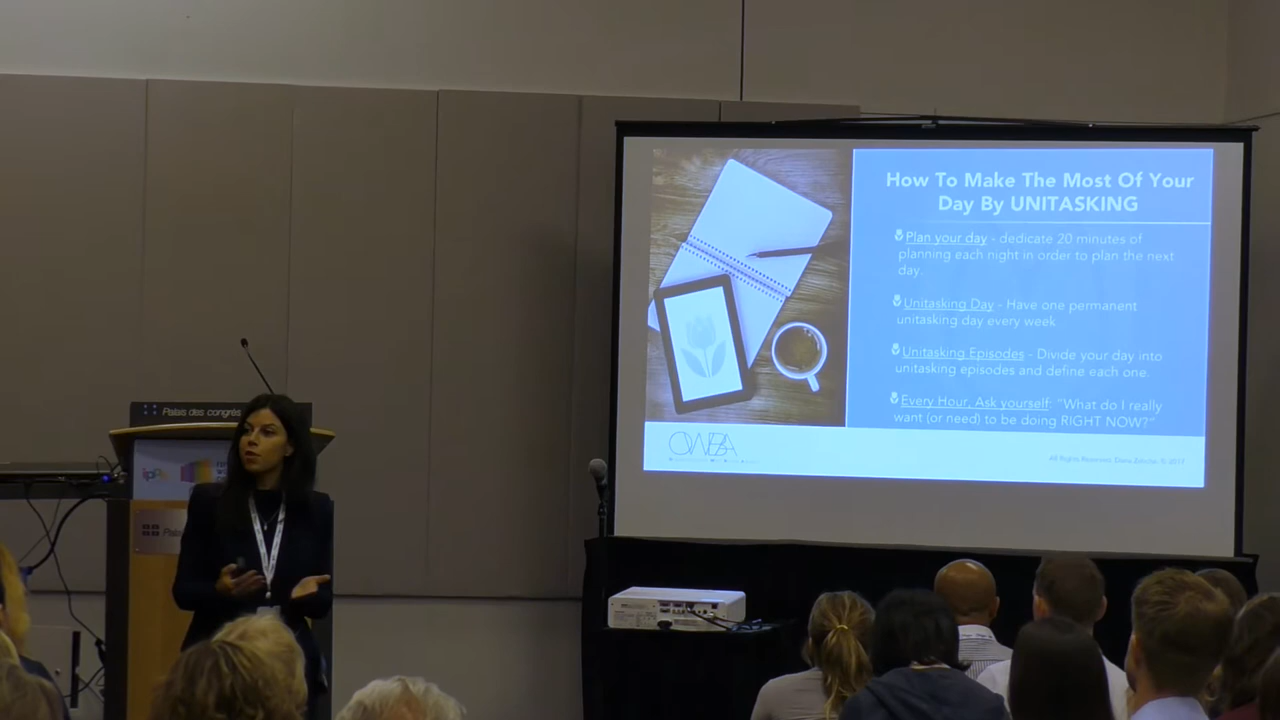 How To Make The Most Of Your
Day By UNITASKING
Plan your day - dedicate 20 minutes of
planning each night in order to plan the next
day.
Unitasking Day - Have one permanent
unitasking day every week
Unitasking Episodes - Divide your day into
unitasking episodes and define each one.
Every Hour, Ask yourself: "What do I really
want (or need) to be doing RIGHT NOW?"
OWEBA
All Rights Reserved
2017
Palais des congrès